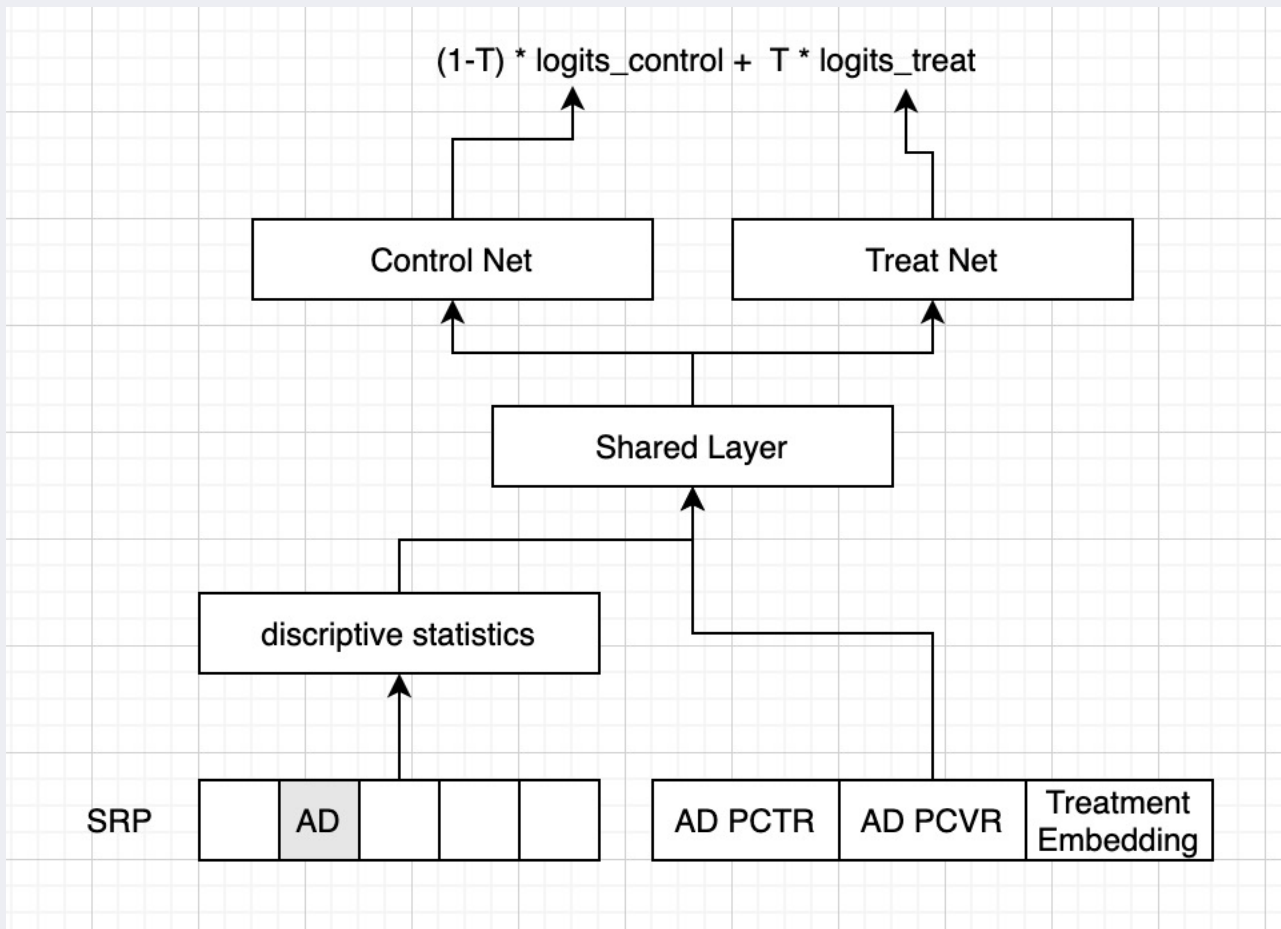 (1-T) * logits_control + T * logits_treat
Control Net
Treat Net
Shared Layer
discriptive statistics
SRP
AD
AD PCTR
AD PCVR
Treatment
Embedding